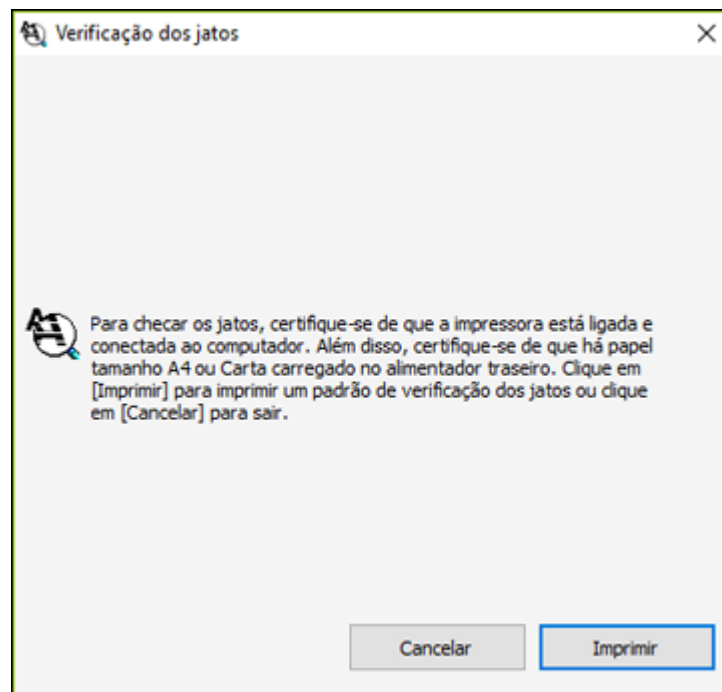 Verificação dos jatos
Para checar os jatos, certifique-se de que a impressora está ligada e
conectada ao computador. Além disso, certifique-se de que há papel
tamanho A4 ou Carta carregado no alimentador traseiro. Clique em
[Imprimir] para imprimir um padrão de verificação dos jatos ou clique
em [Cancelar] para sair.
Cancelar
Imprimir